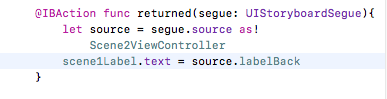 @IBAction func returned(segue: UIStoryboardSegue){
let source = segue.source as!
Scene2ViewController
scene1Label.text = source.labelBack
}